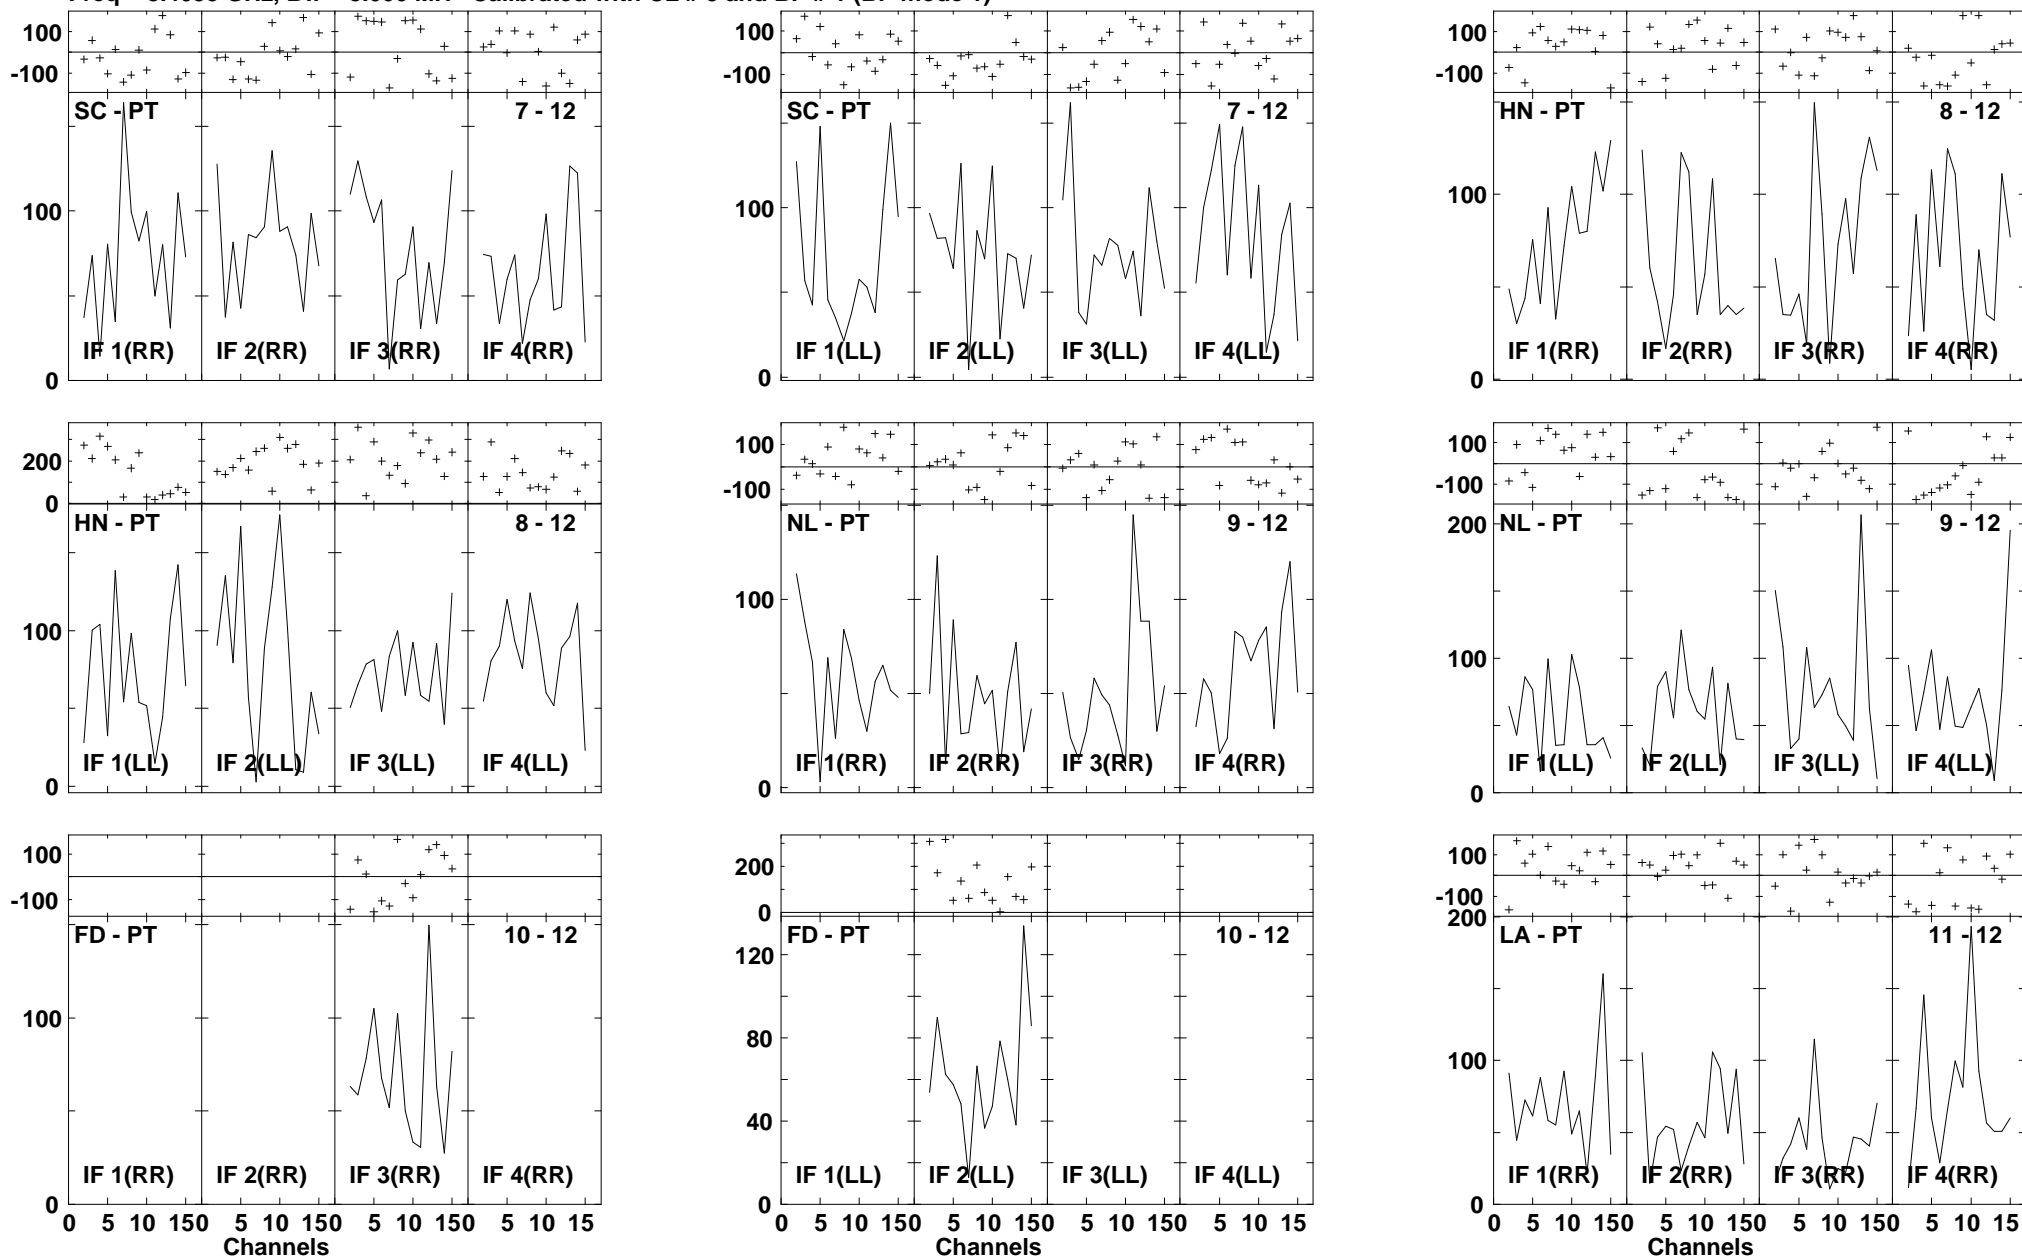 100
-100
SC - PT 7 - 12
100
0
IF 1(RR) IF 2(RR) IF 3(RR) IF 4(RR)
100
-100
SC - PT 7 - 12
100
0
IF 1(LL) IF 2(LL) IF 3(LL) IF 4(LL)
100
-100
HN - PT 8 - 12
100
0
IF 1(RR) IF 2(RR) IF 3(RR) IF 4(RR)
200
0
HN - PT 8 - 12
100
0
IF 1(LL) IF 2(LL) IF 3(LL) IF 4(LL)
100
-100
NL - PT 9 - 12
100
0
IF 1(RR) IF 2(RR) IF 3(RR) IF 4(RR)
100
-100
200
NL - PT 9 - 12
100
0
IF 1(LL) IF 2(LL) IF 3(LL) IF 4(LL)
100
-100
FD - PT 10 - 12
100
0
IF 1(RR) IF 2(RR) IF 3(RR) IF 4(RR)
0 5 10 150 5 10 150 5 10 150 5 10 15
Channels
200
0
FD - PT 10 - 12
120
80
40
0
IF 1(LL) IF 2(LL) IF 3(LL) IF 4(LL)
0 5 10 150 5 10 150 5 10 150 5 10 15
Channels
100
-100
200
LA - PT 11 - 12
100
0
IF 1(RR) IF 2(RR) IF 3(RR) IF 4(RR)
0 5 10 150 5 10 150 5 10 150 5 10 15
Channels